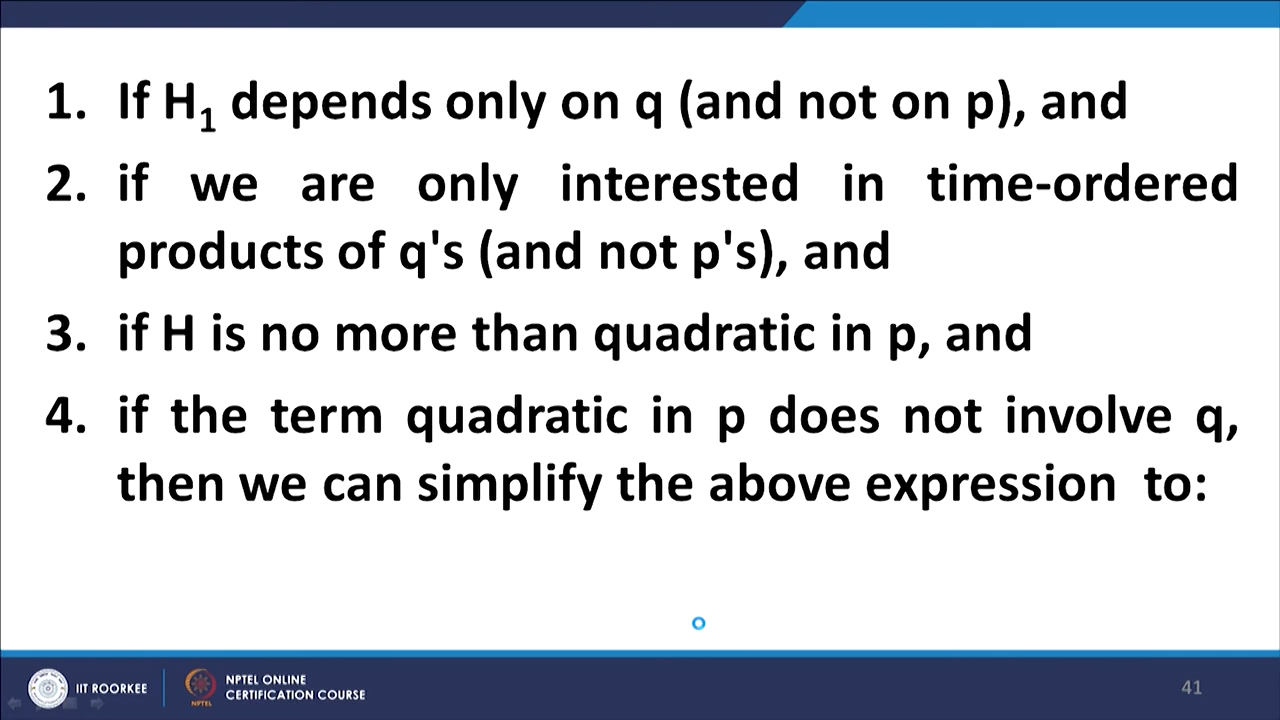 1. If H₁ depends only on q (and not on p), and
2. if we are only interested in time-ordered
products of q's (and not p's), and
3. if H is no more than quadratic in p, and
4. if the term quadratic in p does not involve q,
then we can simplify the above expression to:
IIT ROORKEE
NPTEL
NPTEL ONLINE
CERTIFICATION COURSE
41